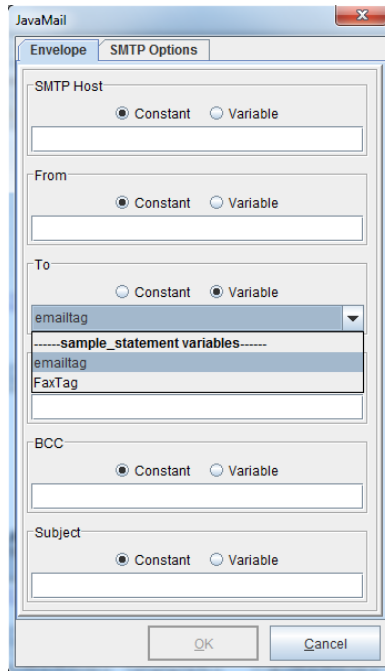 JavaMail
Envelope SMTP Options
SMTP Host
Constant Variable
From
Constant Variable
To
Constant Variable
emailtag
------sample_statement variables------
emailtag
FaxTag
BCC
Constant Variable
Subject
Constant Variable
OK Cancel